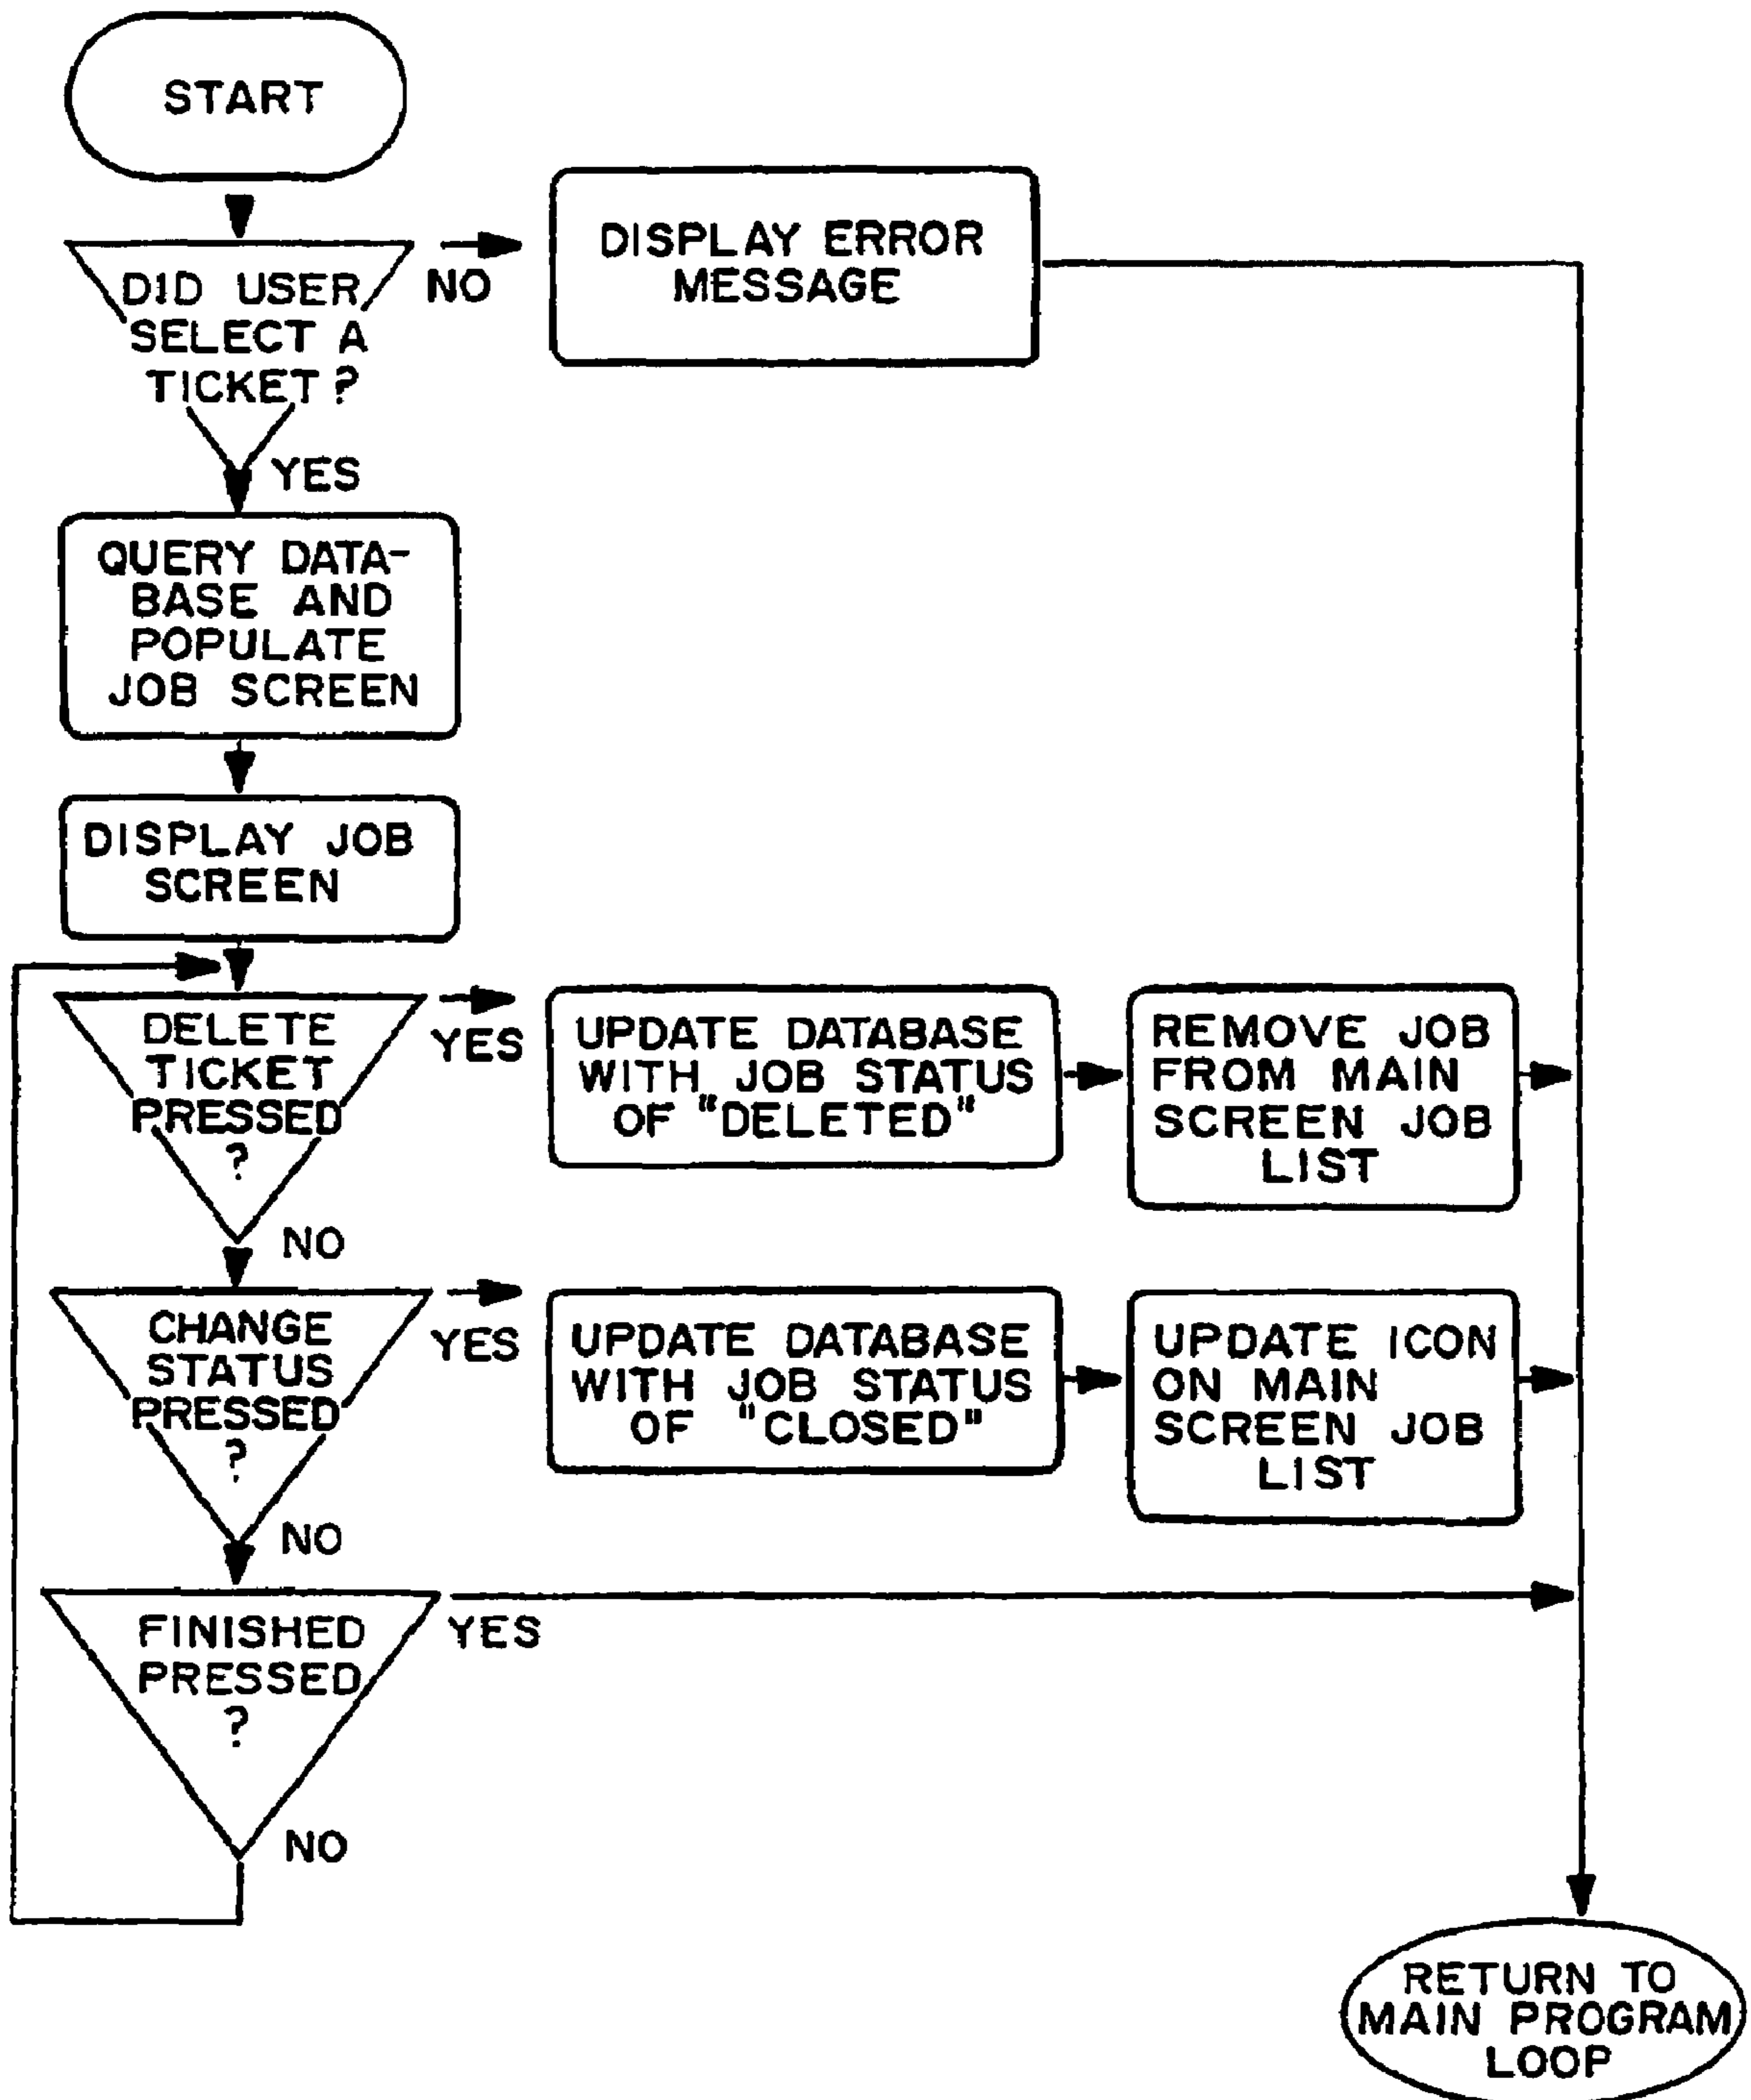 START
DID USER
SELECT A
TICKET?
NO
DISPLAY ERROR
MESSAGE
YES
QUERY DATA-
BASE AND
POPULATE
JOB SCREEN
DISPLAY JOB
SCREEN
DELETE
TICKET
PRESSED
?
YES
UPDATE DATABASE
WITH JOB STATUS
OF "DELETED"
REMOVE JOB
FROM MAIN
SCREEN JOB
LIST
NO
CHANGE
STATUS
PRESSED
?
YES
UPDATE DATABASE
WITH JOB STATUS
OF "CLOSED"
UPDATE ICON
ON MAIN
SCREEN JOB
LIST
NO
FINISHED
PRESSED
?
YES
NO
RETURN TO
MAIN PROGRAM
LOOP